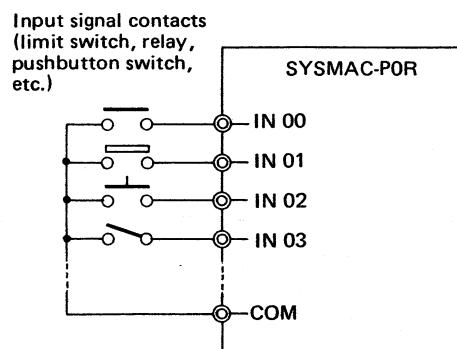 Input signal contacts
(limit switch, relay,
pushbutton switch,
etc.)
SYSMAC-P0R
IN 00
IN 01
IN 02
IN 03
COM